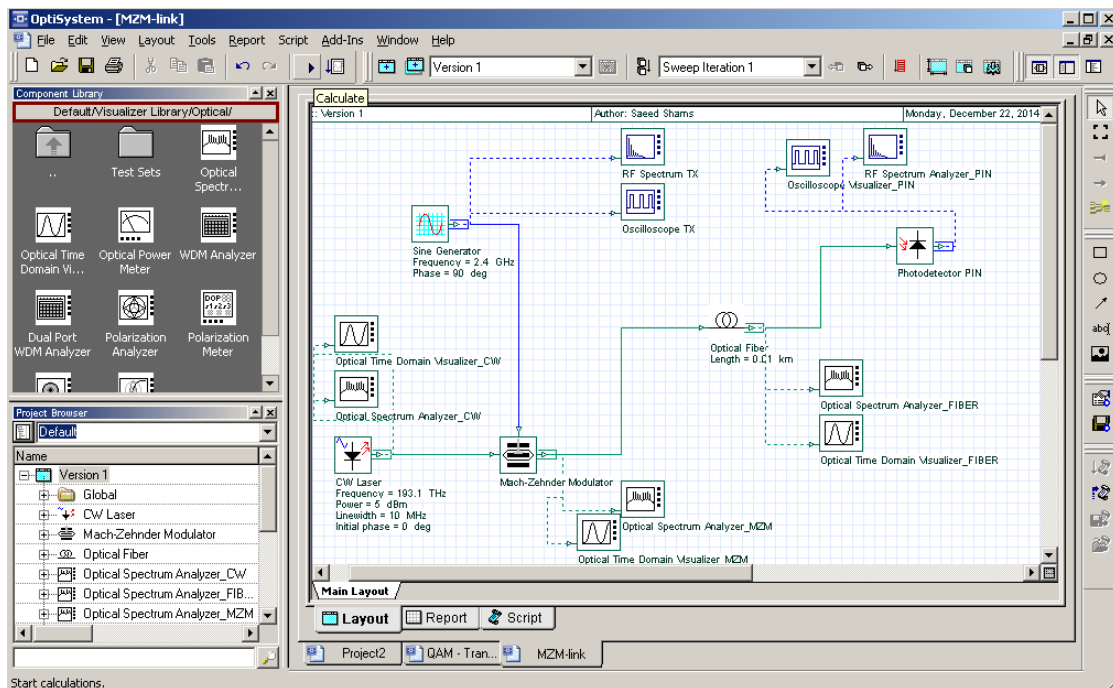 OptiSystem - [MZM-link]
File Edit View Layout Tools Report Script Add-Ins Window Help
Version 1
Sweep Iteration 1
Component Library
Default/Visualizer Library/Optical/
..
Test Sets
Optical
Spectr...
Optical Time
Domain Vi...
Optical Power
Meter
WDM Analyzer
Dual Port
WDM Analyzer
Polarization
Analyzer
DOP
Polarization
Meter
Project Browser
Default
Name
Version 1
Global
CW Laser
Mach-Zehnder Modulator
Optical Fiber
Optical Spectrum Analyzer_CW
Optical Spectrum Analyzer_FIB...
Optical Spectrum Analyzer_MZM
Calculate
:: Version 1
Author: Saeed Shams
Monday, December 22, 2014
RF Spectrum TX
Oscilloscope TX
Sine Generator
Frequency = 2.4 GHz
Phase = 90 deg
RF Spectrum Analyzer_PIN
Oscilloscope Visualizer_PIN
Photodetector PIN
Optical Time Domain Visualizer_CW
Optical Spectrum Analyzer_CW
Optical Fiber
Length = 0.01 km
Optical Spectrum Analyzer_FIBER
Optical Time Domain Visualizer_FIBER
CW Laser
Frequency = 193.1 THz
Power = 5 dBm
Linewidth = 10 MHz
Initial phase = 0 deg
Mach-Zehnder Modulator
Optical Spectrum Analyzer_MZM
Optical Time Domain Visualizer MZM
Main Layout
Layout
Report
Script
Project2
QAM - Tran...
MZM-link
abc
Start calculations.